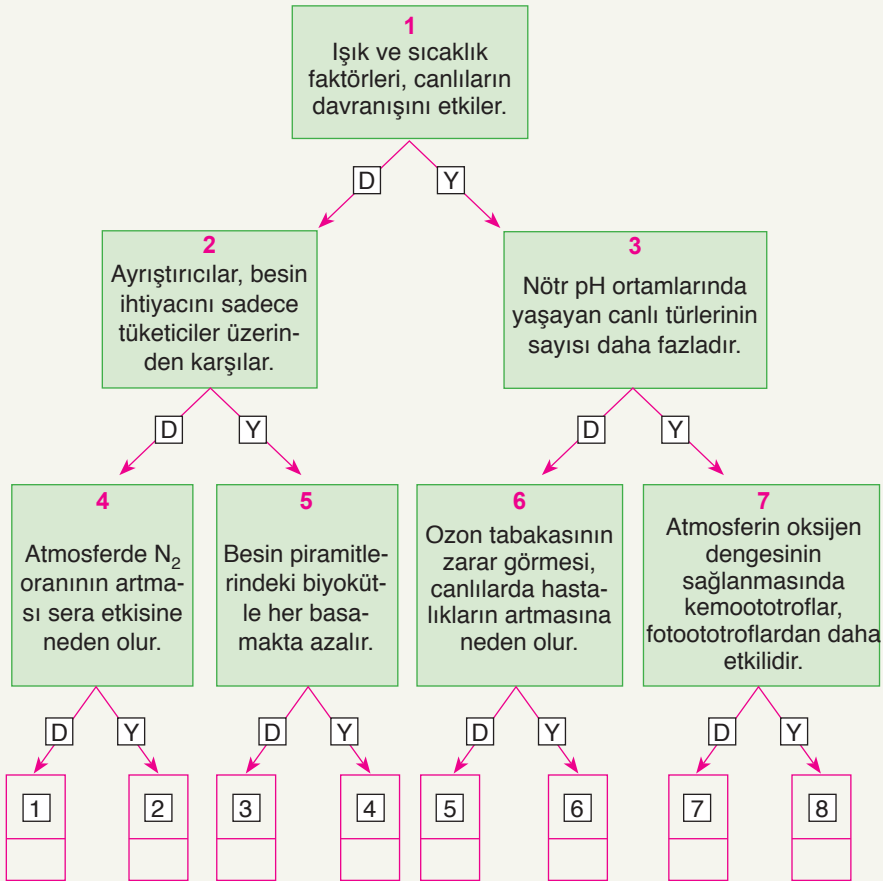 1
Işık ve sıcaklık
faktörleri, canlıların
davranışını etkiler.
D
Y
2
Ayrıştırıcılar, besin
ihtiyacını sadece
tüketiciler üzerin-
den karşılar.
3
Nötr pH ortamlarında
yaşayan canlı türlerinin
sayısı daha fazladır.
D
Y
D
Y
4
Atmosferde N₂
oranının artma-
sı sera etkisine
neden olur.
5
Besin piramitle-
rindeki biyoküt-
le her basa-
makta azalır.
6
Ozon tabakasının
zarar görmesi,
canlılarda hasta-
lıkların artmasına
neden olur.
7
Atmosferin oksijen
dengesinin
sağlanmasında
kemoototroflar,
fotoototroflardan daha
etkilidir.
D
Y
D
Y
D
Y
D
Y
1
2
3
4
5
6
7
8